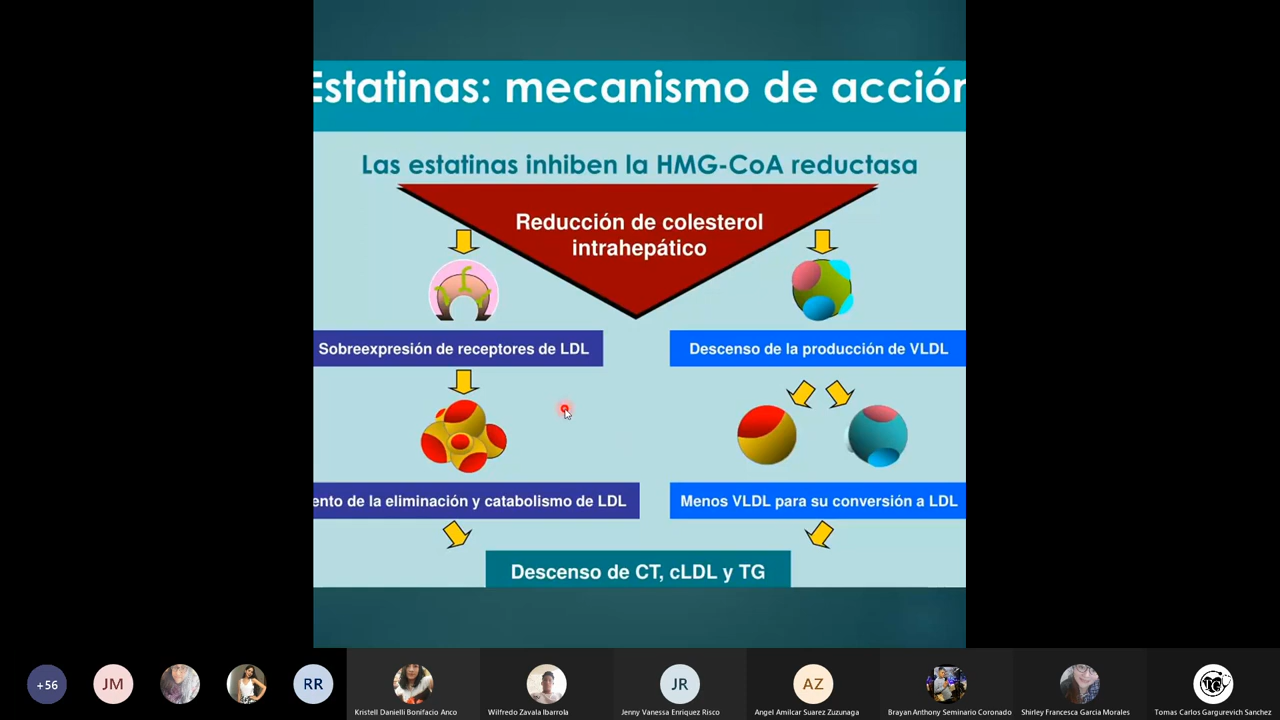 Estatinas: mecanismo de acción
Las estatinas inhiben la HMG-CoA reductasa
Reducción de colesterol
intrahepático
Sobreexpresión de receptores de LDL
Descenso de la producción de VLDL
ento de la eliminación y catabolismo de LDL
Menos VLDL para su conversión a LDL
Descenso de CT, cLDL y TG
+56
JM
RR
JR
AZ
Kristell Danielli Bonifacio Anco
Wilfredo Zavala Ibarrola
Jenny Vanessa Enriquez Risco
Angel Amilcar Suarez Zuzunaga
Brayan Anthony Seminario Coronado
Shirley Francesca Garcia Morales
Tomas Carlos Gargurevich Sanchez